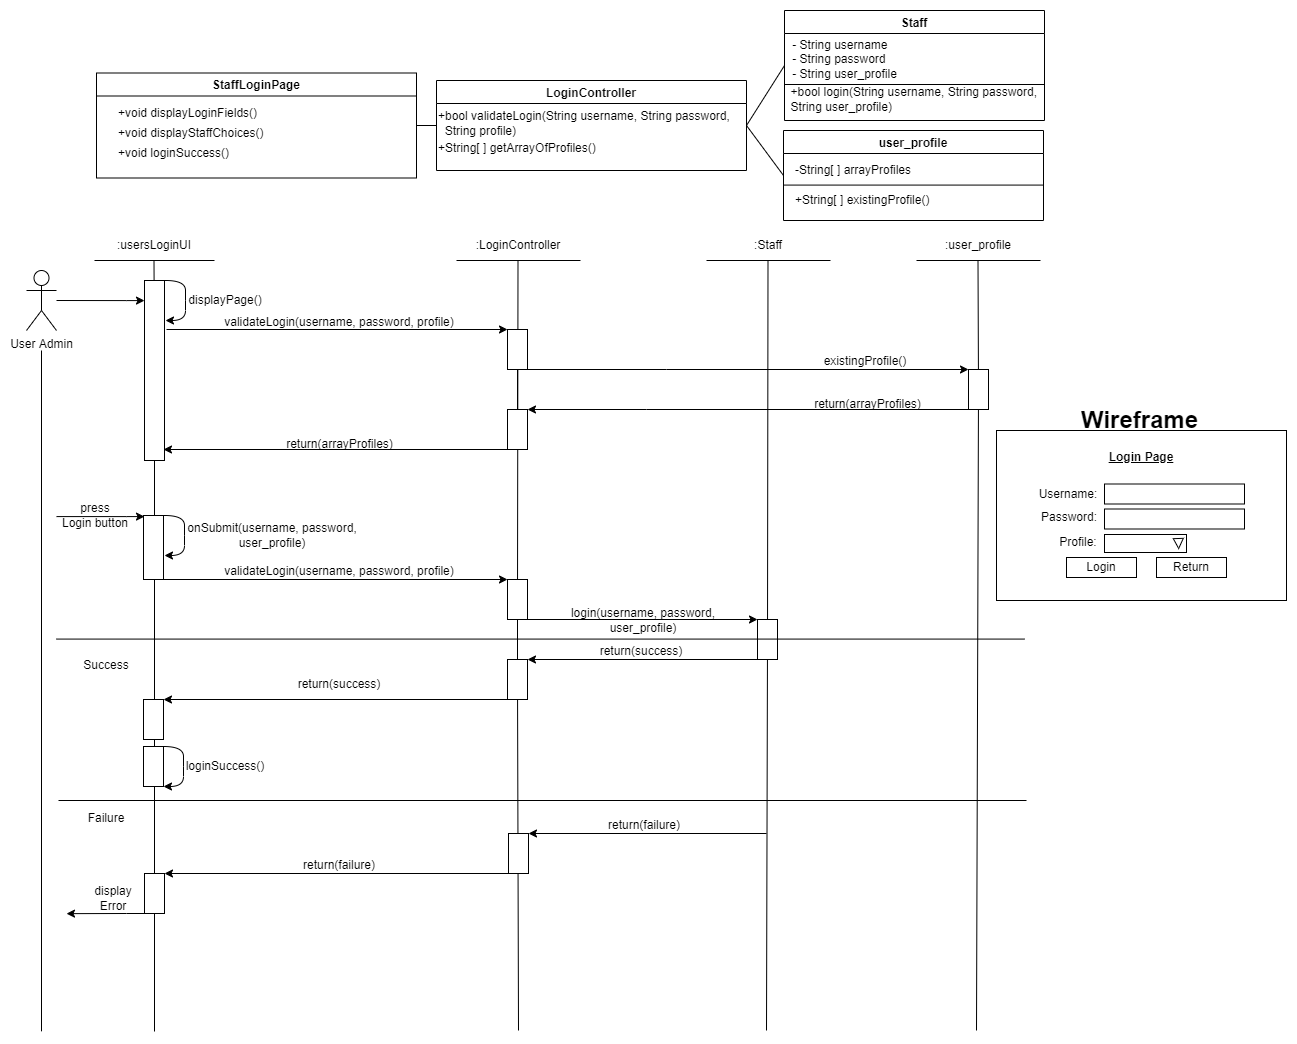 Staff
- String username
- String password
- String user_profile
+bool login(String username, String password,
String user_profile)
StaffLoginPage
+void displayLoginFields()
+void displayStaffChoices()
+void loginSuccess()
LoginController
+bool validateLogin(String username, String password,
String profile)
+String[ ] getArrayOfProfiles()
user_profile
-String[ ] arrayProfiles
+String[ ] existingProfile()
:usersLoginUI
:LoginController
:Staff
:user_profile
User Admin
displayPage()
validateLogin(username, password, profile)
existingProfile()
return(arrayProfiles)
return(arrayProfiles)
press
Login button
onSubmit(username, password,
user_profile)
validateLogin(username, password, profile)
login(username, password,
user_profile)
Success
return(success)
return(success)
loginSuccess()
Failure
return(failure)
return(failure)
display
Error
Wireframe
Login Page
Username:
Password:
Profile:
Login
Return